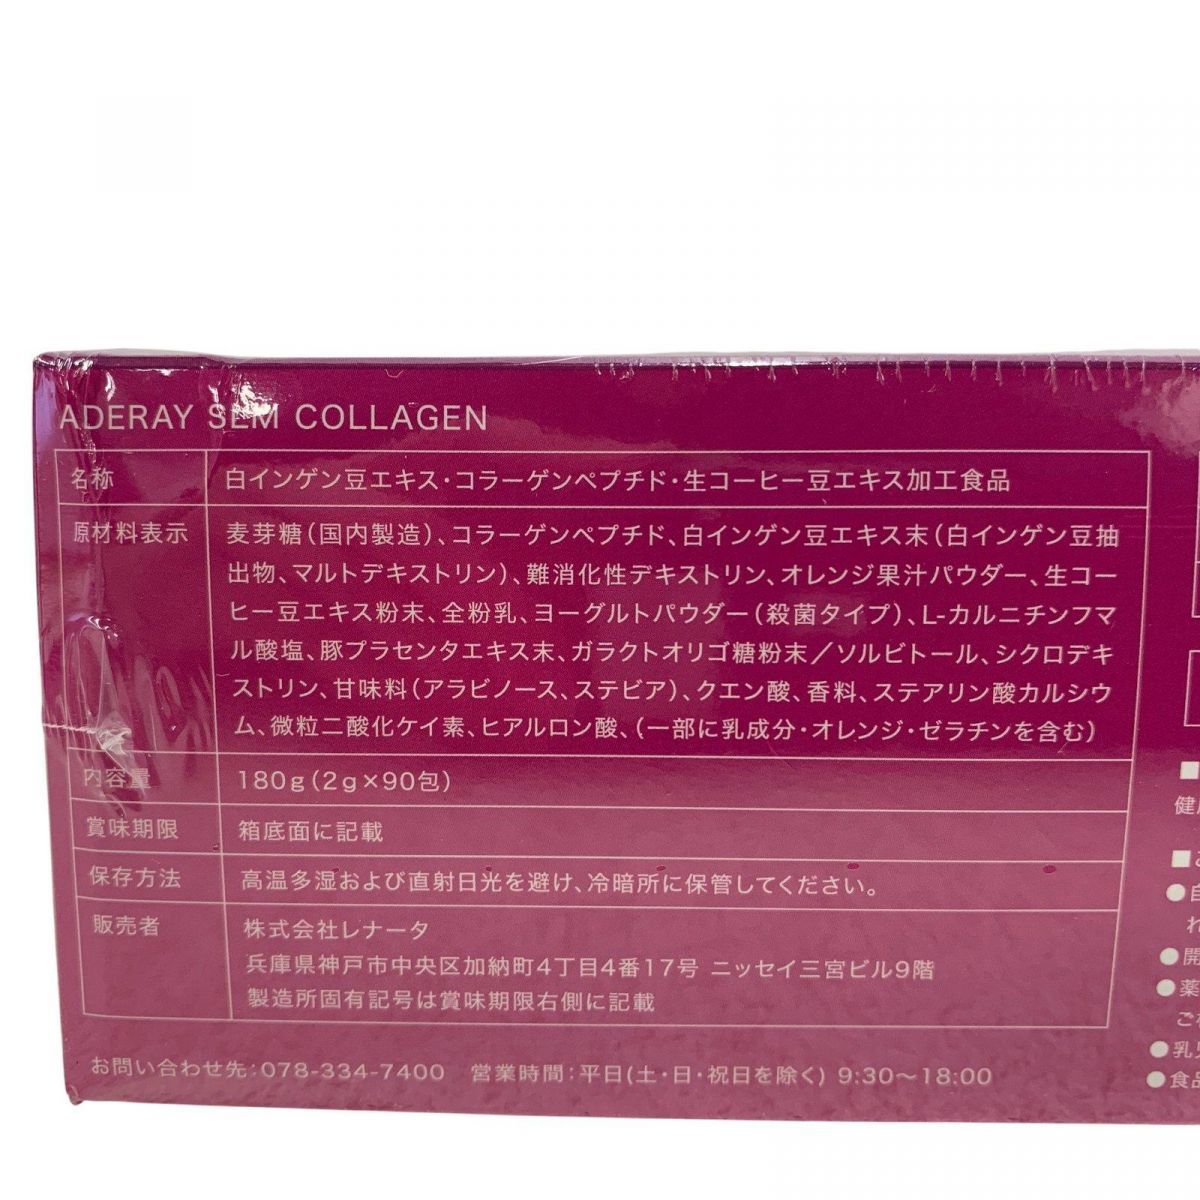 ADERAY SEM COLLAGEN
名称 白インゲン豆エキス・コラーゲンペプチド・生コーヒー豆エキス加工食品
原材料表示 麦芽糖(国内製造)、コラーゲンペプチド、白インゲン豆エキス末(白インゲン豆抽
出物、マルトデキストリン)、難消化性デキストリン、オレンジ果汁パウダー、生コー
ヒー豆エキス粉末、全粉乳、ヨーグルトパウダー(殺菌タイプ)、L-カルニチンフマ
ル酸塩、豚プラセンタエキス末、ガラクトオリゴ糖粉末/ソルビトール、シクロデキ
ストリン、甘味料(アラビノース、ステビア)、クエン酸、香料、ステアリン酸カルシウ
ム、微粒二酸化ケイ素、ヒアルロン酸、(一部に乳成分・オレンジ・ゼラチンを含む)
内容量 180g(2g×90包)
賞味期限 箱底面に記載
保存方法 高温多湿および直射日光を避け、冷暗所に保管してください。
販売者 株式会社レナータ
兵庫県神戸市中央区加納町4丁目4番17号 ニッセイ三宮ビル9階
製造所固有記号は賞味期限右側に記載
お問い合わせ先:078-334-7400 営業時間:平日(土・日・祝日を除く) 9:30〜18:00
■
健
■
●自
れ
●開
●薬
ご
●乳
●食品